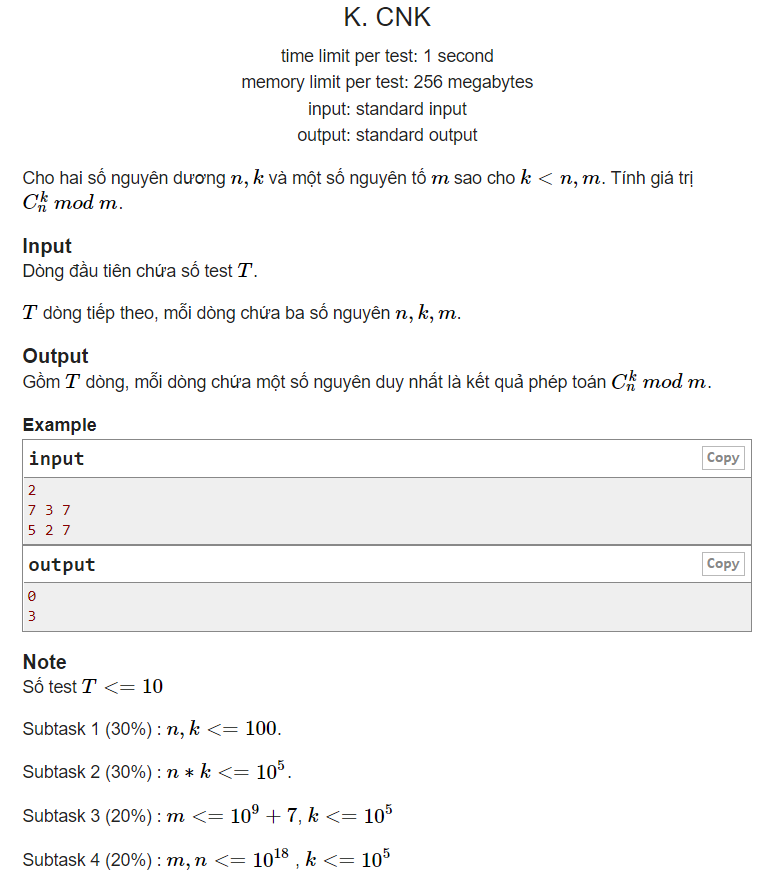 K. CNK
time limit per test: 1 second
memory limit per test: 256 megabytes
input: standard input
output: standard output
Cho hai số nguyên dương n, k và một số nguyên tố m sao cho k < n, m. Tính giá trị
C_n^k mod m.
Input
Dòng đầu tiên chứa số test T.
T dòng tiếp theo, mỗi dòng chứa ba số nguyên n, k, m.
Output
Gồm T dòng, mỗi dòng chứa một số nguyên duy nhất là kết quả phép toán C_n^k mod m.
Example
input
Copy
2
7 3 7
5 2 7
output
Copy
0
3
Note
Số test T <= 10
Subtask 1 (30%) : n, k <= 100.
Subtask 2 (30%) : n * k <= 10^5.
Subtask 3 (20%) : m <= 10^9 + 7, k <= 10^5
Subtask 4 (20%) : m, n <= 10^18 , k <= 10^5